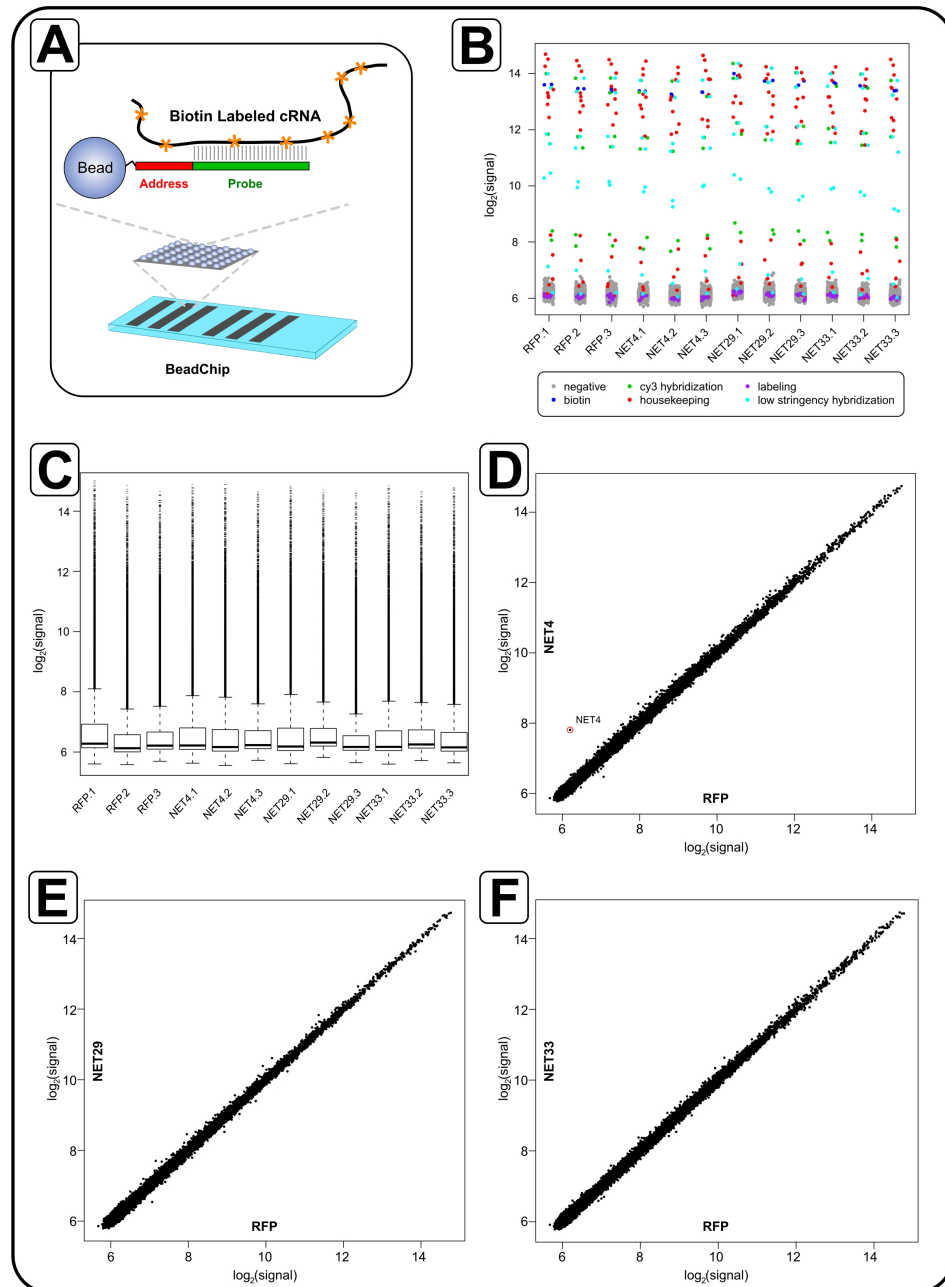 A
Biotin Labeled cRNA
Bead
Address
Probe
BeadChip
B
log2(signal)
14
12
10
8
6
RFP.1
RFP.2
RFP.3
NET4.1
NET4.2
NET4.3
NET29.1
NET29.2
NET29.3
NET33.1
NET33.2
NET33.3
negative cy3 hybridization labeling
biotin housekeeping low stringency hybridization
C
log2(signal)
14
12
10
8
6
RFP.1
RFP.2
RFP.3
NET4.1
NET4.2
NET4.3
NET29.1
NET29.2
NET29.3
NET33.1
NET33.2
NET33.3
D
NET4
log2(signal)
14
12
10
8
6
NET4
RFP
6 8 10 12 14
log2(signal)
E
NET29
log2(signal)
14
12
10
8
6
RFP
6 8 10 12 14
log2(signal)
F
NET33
log2(signal)
14
12
10
8
6
RFP
6 8 10 12 14
log2(signal)